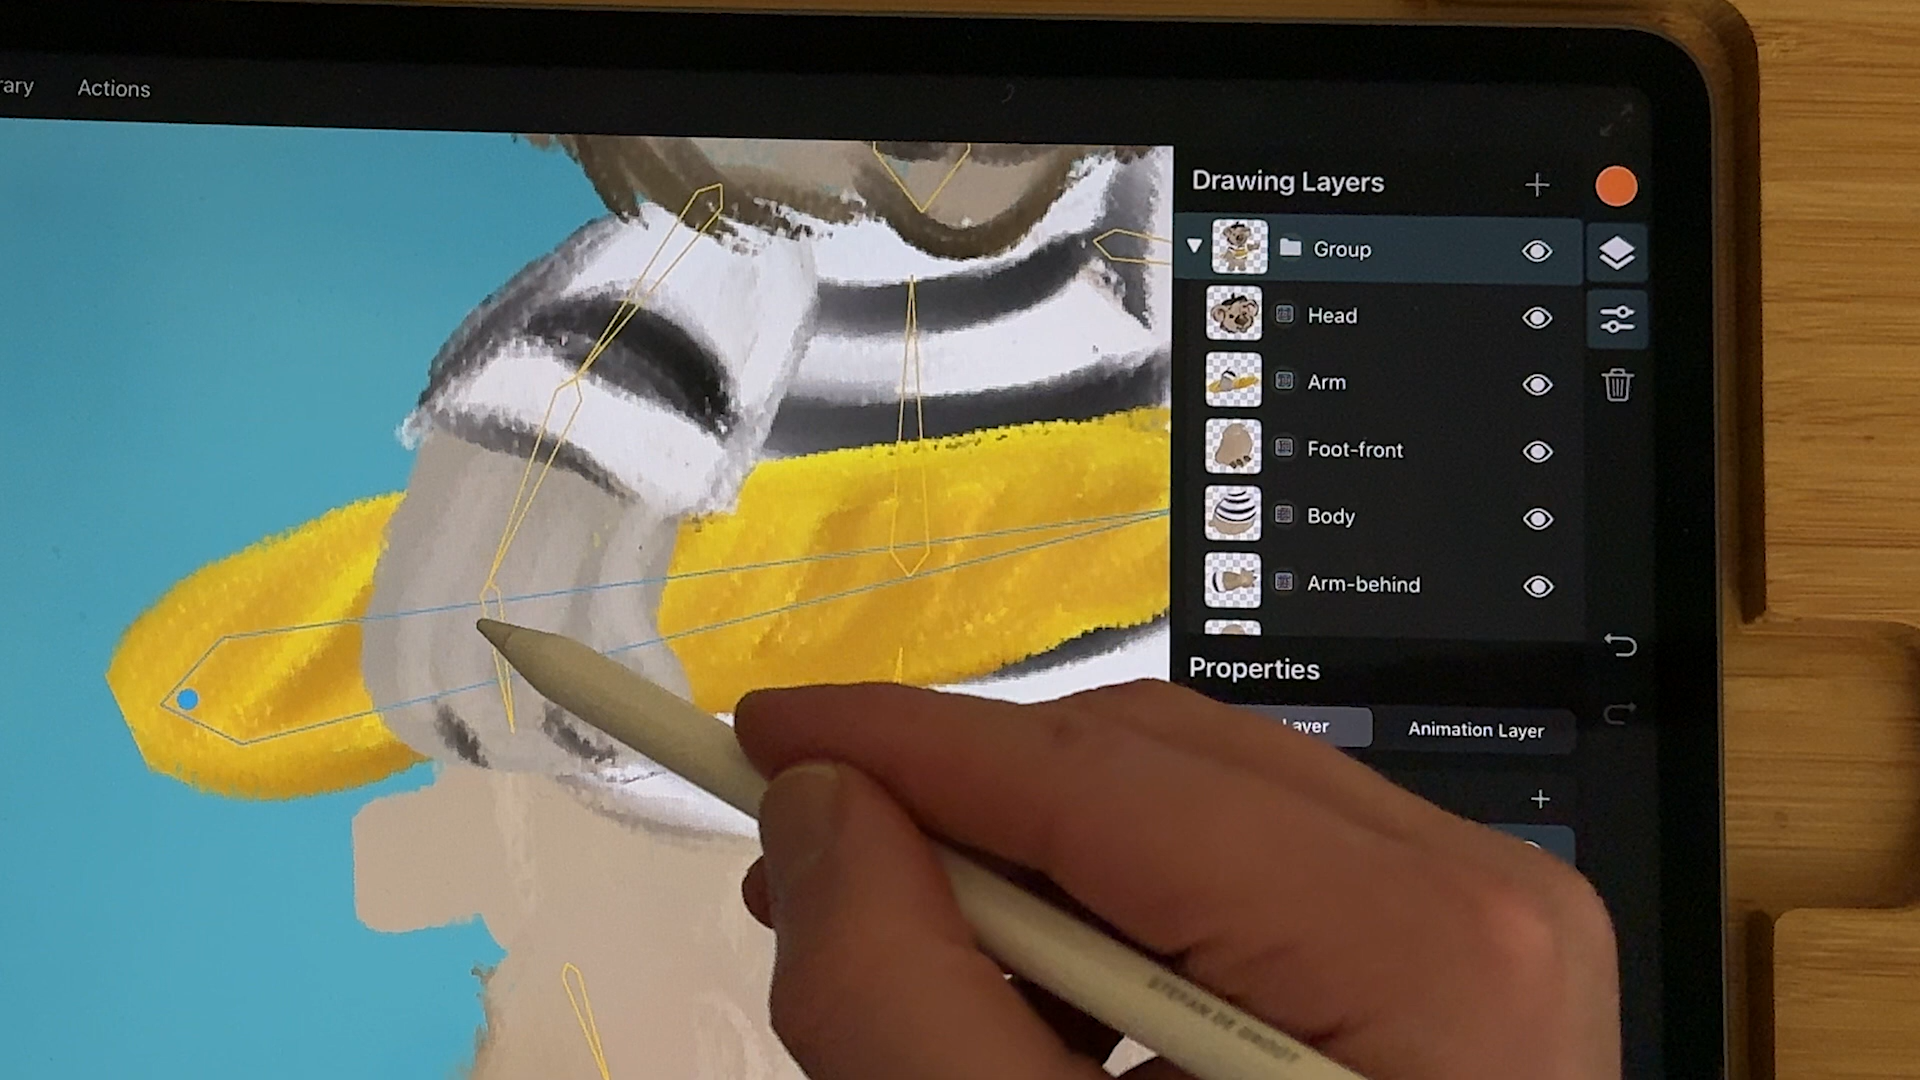 Actions
Drawing Layers
Group
Head
Arm
Foot-front
Body
Arm-behind
Properties
Animation Layer